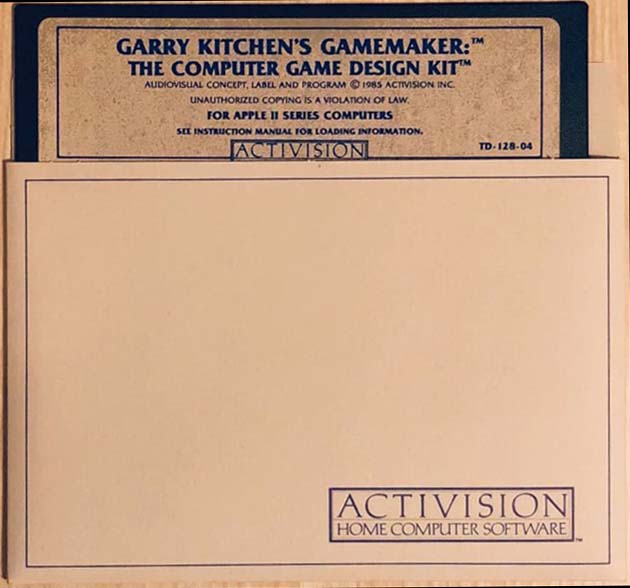 GARRY KITCHEN'S GAMEMAKER:™
THE COMPUTER GAME DESIGN KIT™
AUDIOVISUAL CONCEPT, LABEL AND PROGRAM © 1985 ACTIVISION INC.
UNAUTHORIZED COPYING IS A VIOLATION OF LAW.
FOR APPLE II SERIES COMPUTERS
SEE INSTRUCTION MANUAL FOR LOADING INFORMATION.
ACTIVISION TD-128-04
ACTIVISION
HOME COMPUTER SOFTWARE™